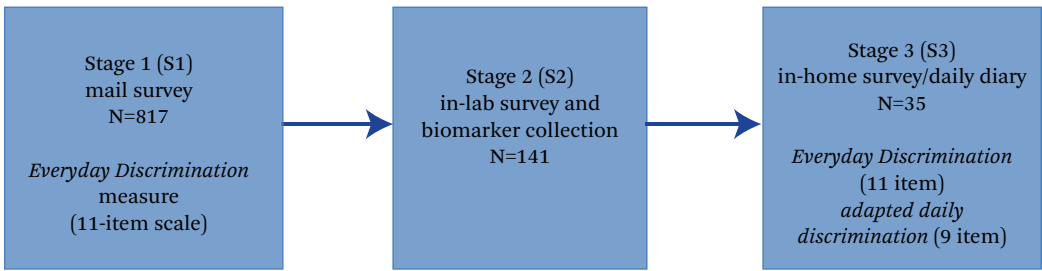 Stage 1 (S1)
mail survey
N=817
Everyday Discrimination
measure
(11-item scale)
Stage 2 (S2)
in-lab survey and
biomarker collection
N=141
Stage 3 (S3)
in-home survey/daily diary
N=35
Everyday Discrimination
(11 item)
adapted daily
discrimination (9 item)